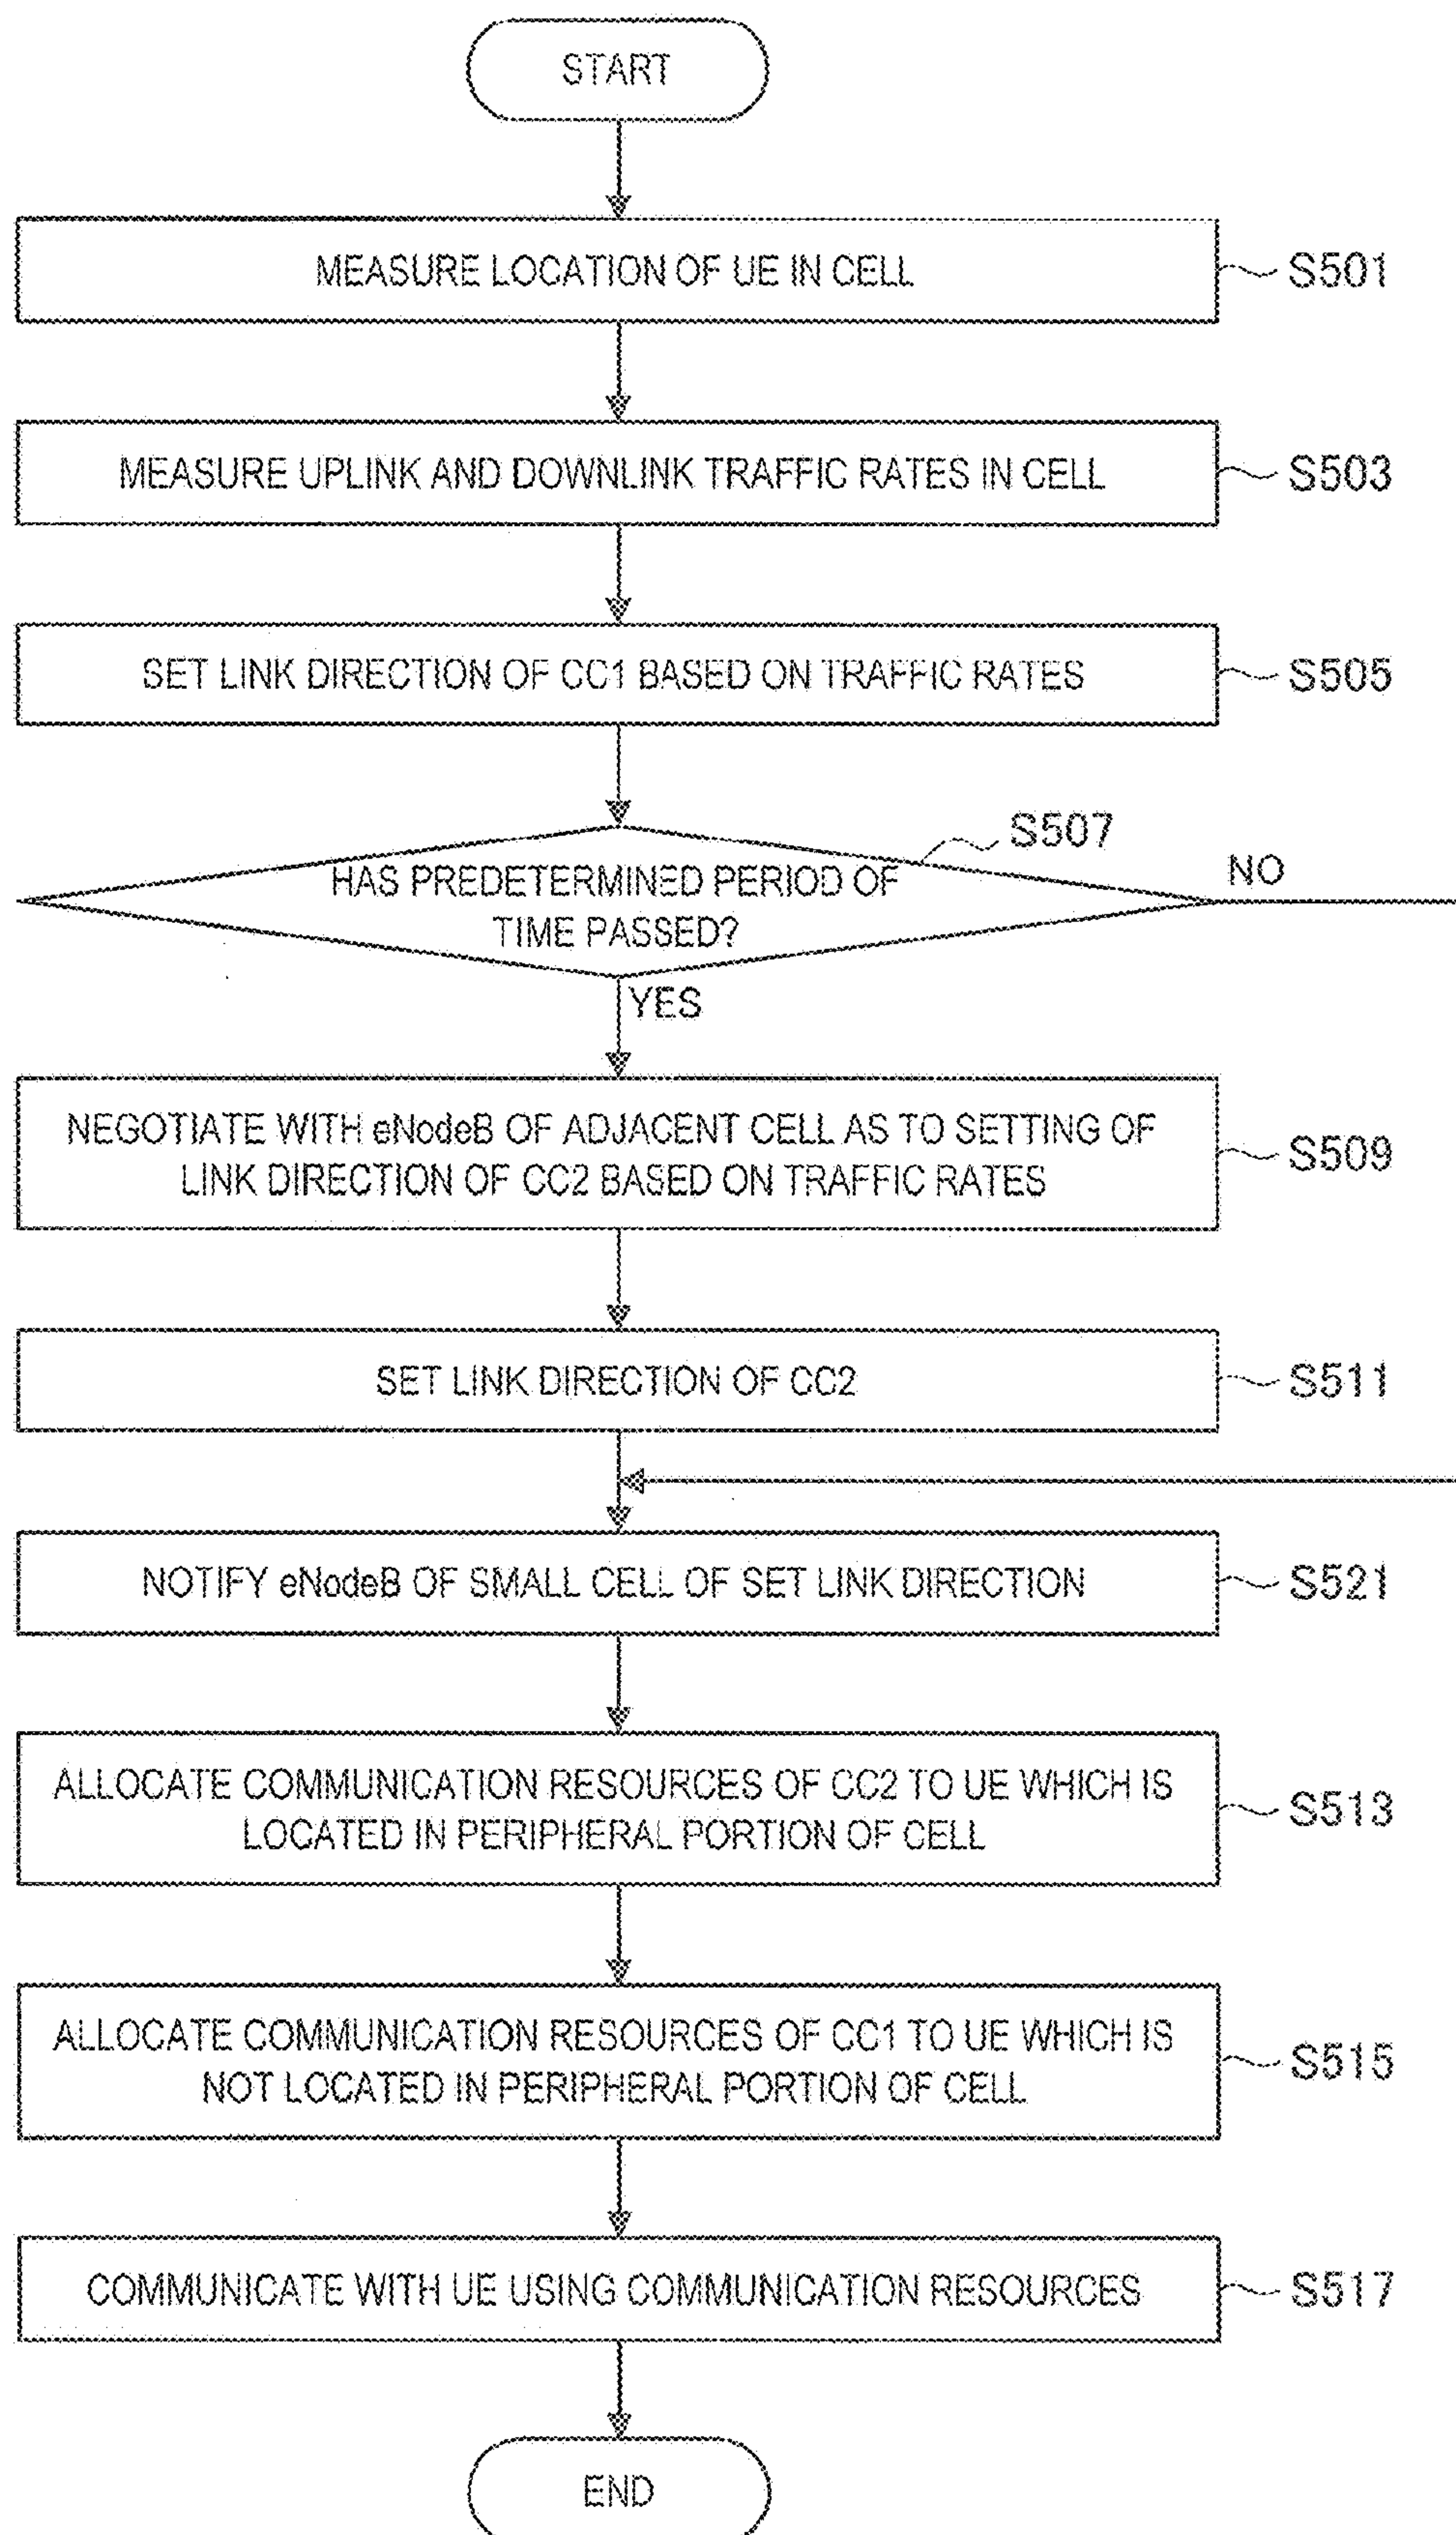 START
MEASURE LOCATION OF UE IN CELL
S501
MEASURE UPLINK AND DOWNLINK TRAFFIC RATES IN CELL
S503
SET LINK DIRECTION OF CC1 BASED ON TRAFFIC RATES
S505
S507
HAS PREDETERMINED PERIOD OF
TIME PASSED?
NO
YES
NEGOTIATE WITH eNodeB OF ADJACENT CELL AS TO SETTING OF
LINK DIRECTION OF CC2 BASED ON TRAFFIC RATES
S509
SET LINK DIRECTION OF CC2
S511
NOTIFY eNodeB OF SMALL CELL OF SET LINK DIRECTION
S521
ALLOCATE COMMUNICATION RESOURCES OF CC2 TO UE WHICH IS
LOCATED IN PERIPHERAL PORTION OF CELL
S513
ALLOCATE COMMUNICATION RESOURCES OF CC1 TO UE WHICH IS
NOT LOCATED IN PERIPHERAL PORTION OF CELL
S515
COMMUNICATE WITH UE USING COMMUNICATION RESOURCES
S517
END